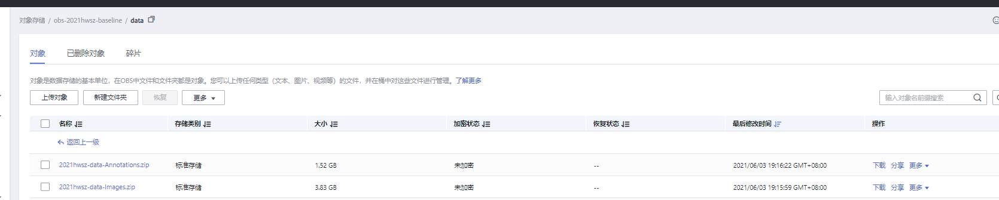 对象存储 / obs-2021hwsz-baseline / data
对象 已删除对象 碎片
对象是数据存储的基本单位，在OBS中文件和文件夹都是对象。您可以上传任何类型（文本、图片、视频等）的文件，并在桶中对这些文件进行管理。了解更多
上传对象 新建文件夹 恢复 更多 输入对象名前缀搜索
名称 存储类别 大小 加密状态 恢复状态 最后修改时间 操作
返回上一级
2021hwsz-data-Annotations.zip 标准存储 1.52 GB 未加密 -- 2021/06/03 19:16:22 GMT+08:00 下载 分享 更多
2021hwsz-data-Images.zip 标准存储 3.83 GB 未加密 -- 2021/06/03 19:15:59 GMT+08:00 下载 分享 更多